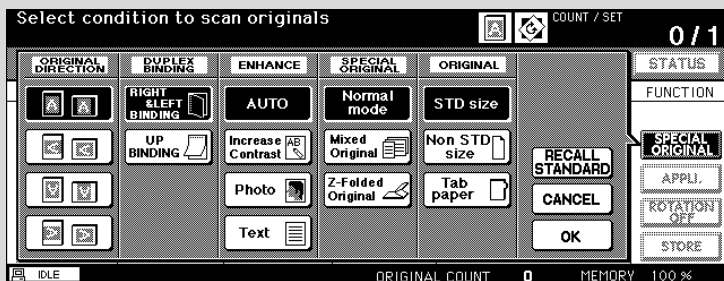 Select condition to scan originals
COUNT / SET
0 / 1
ORIGINAL
DIRECTION
DUPLEX
BINDING
ENHANCE
SPECIAL
ORIGINAL
ORIGINAL
STATUS
FUNCTION
A A
RIGHT
&LEFT
BINDING
AUTO
Normal
mode
STD size
A A
UP
BINDING
Increase
Contrast
AB
Mixed
Original
Non STD
size
A A
Photo
Z-Folded
Original
Tab
paper
A A
Text
RECALL
STANDARD
CANCEL
OK
SPECIAL
ORIGINAL
APPLI.
ROTATION
OFF
STORE
IDLE
ORIGINAL COUNT 0 MEMORY 100 %